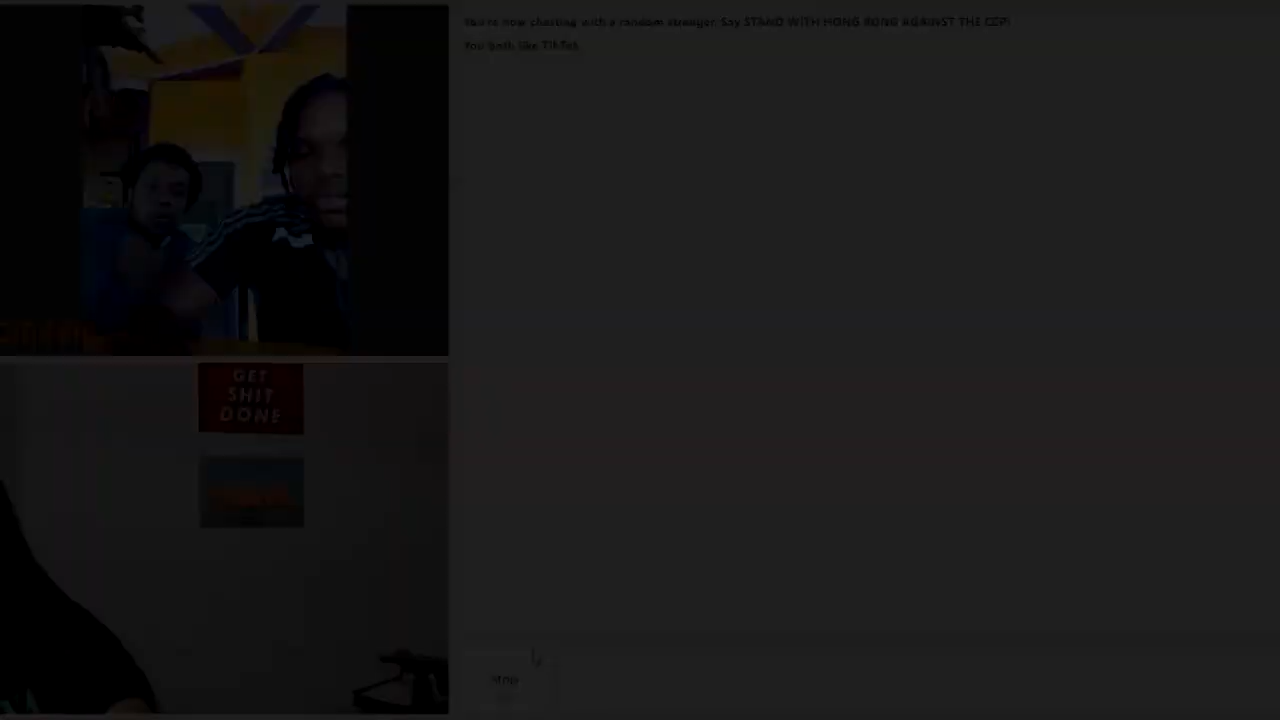 You're now chatting with a random stranger. Say STAND WITH HONG KONG AGAINST THE CCP!
You both like TikTok.
GET
SHIT
DONE
Stop